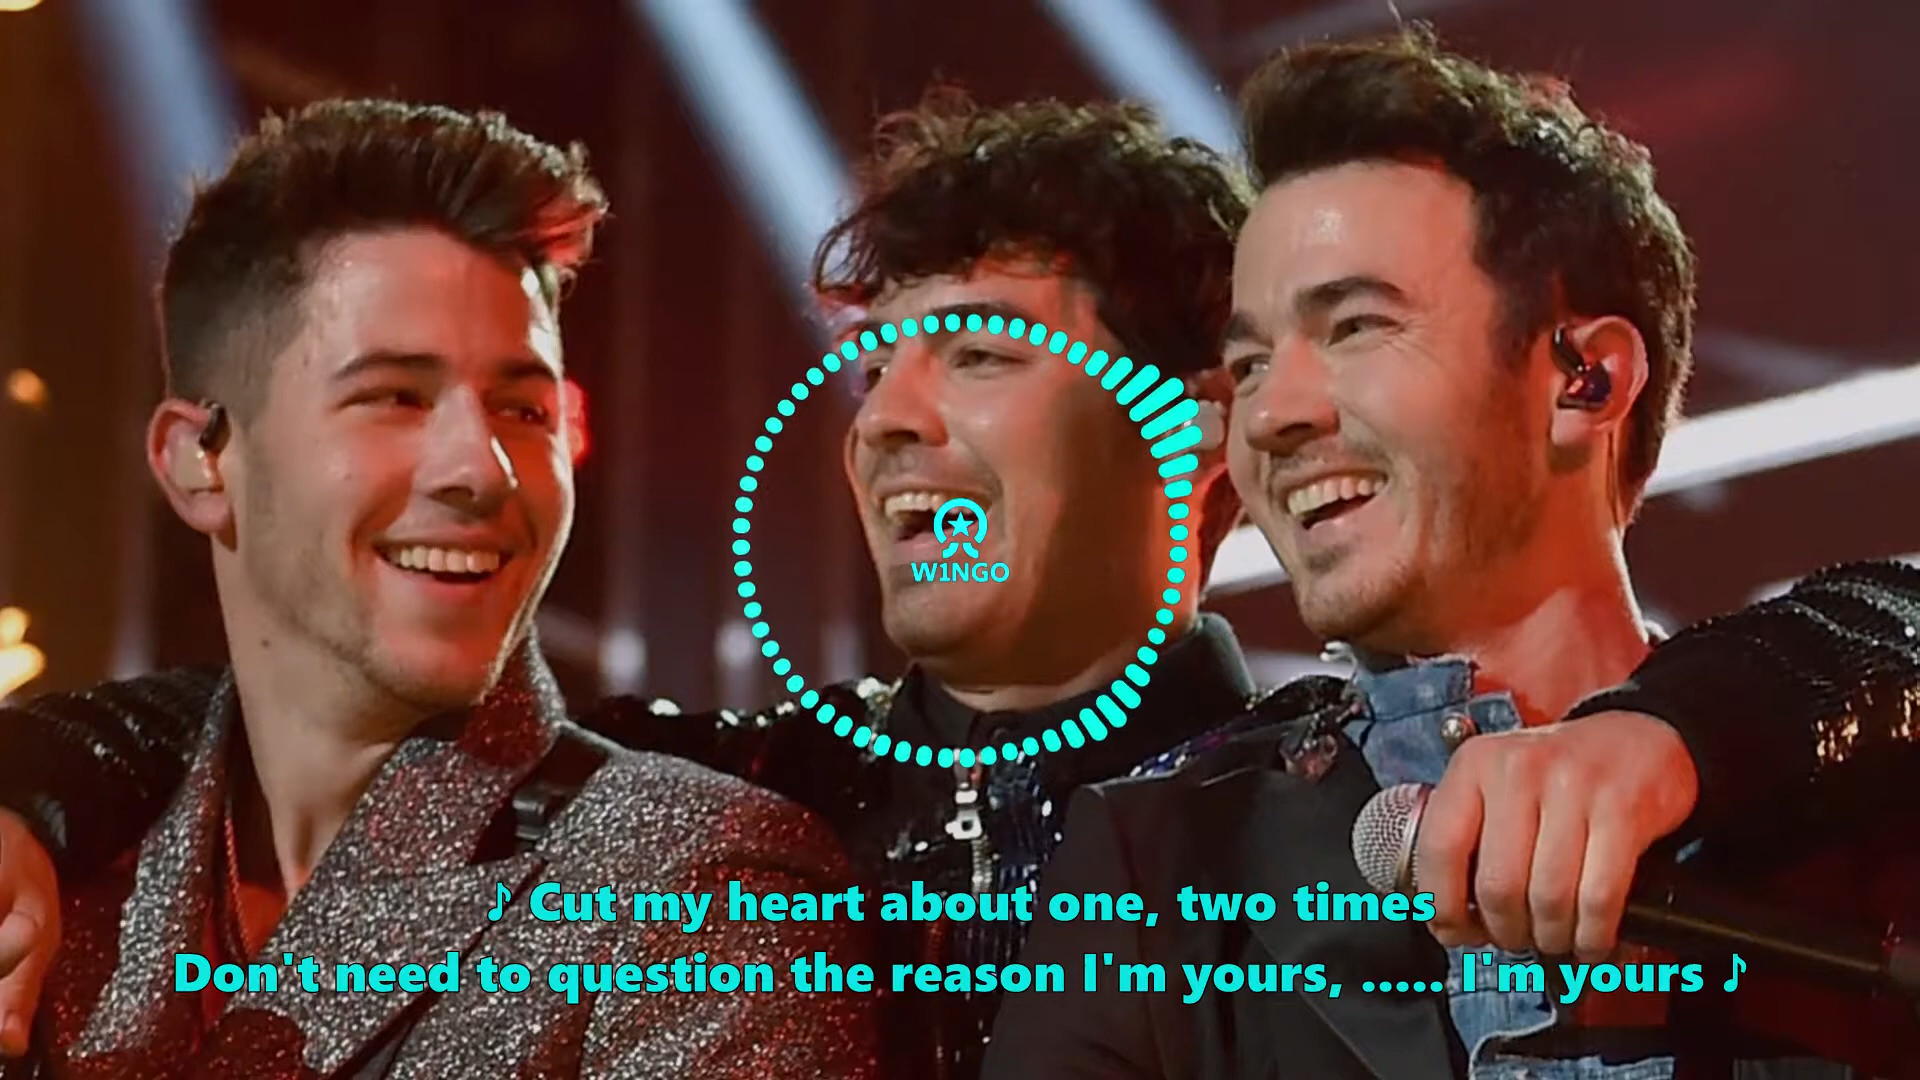 W1NGO
♪ Cut my heart about one, two times
Don't need to question the reason I'm yours, ..... I'm yours ♪